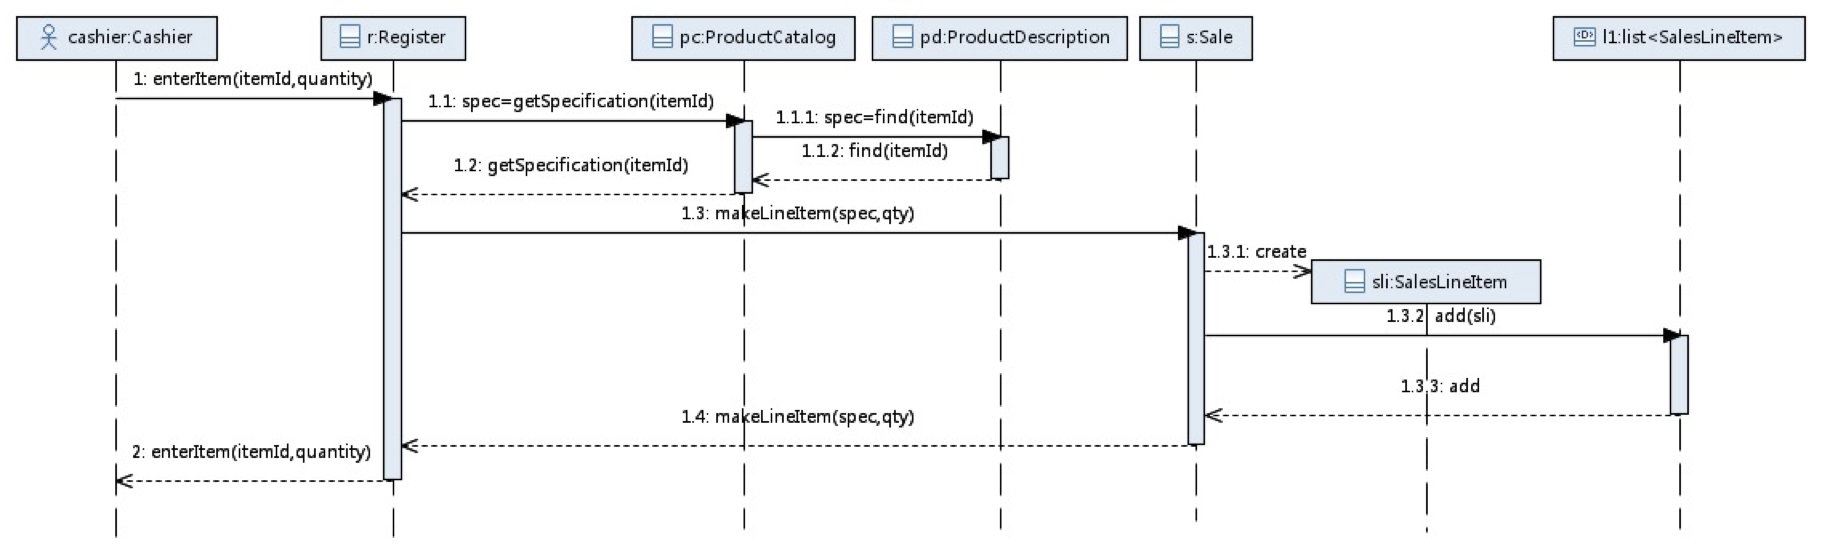 cashier:Cashier
r:Register
pc:ProductCatalog
pd:ProductDescription
s:Sale
l1:list<SalesLineItem>
1: enterItem(itemId,quantity)
1.1: spec=getSpecification(itemId)
1.1.1: spec=find(itemId)
1.1.2: find(itemId)
1.2: getSpecification(itemId)
1.3: makeLineItem(spec,qty)
1.3.1: create
sli:SalesLineItem
1.3.2 add(sli)
1.3.3: add
1.4: makeLineItem(spec,qty)
2: enterItem(itemId,quantity)